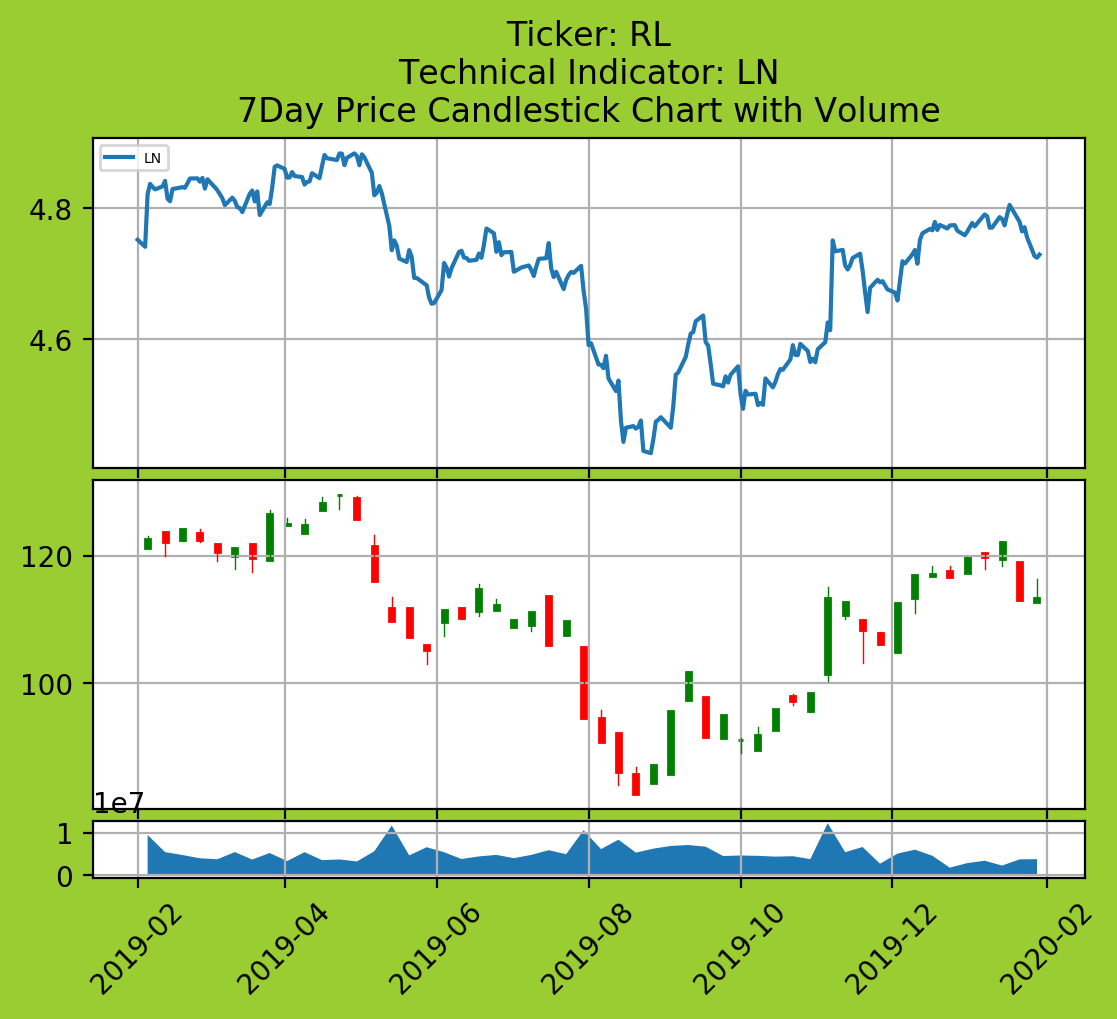 Ticker: RL
Technical Indicator: LN
7Day Price Candlestick Chart with Volume
LN
4.8
4.6
120
100
1e7
1
0
2019-02
2019-04
2019-06
2019-08
2019-10
2019-12
2020-02